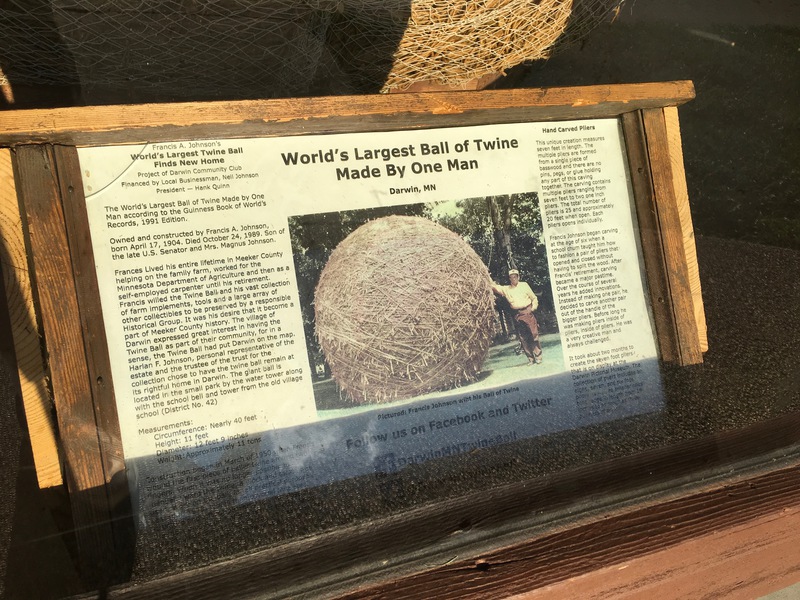 Francis A. Johnson's
World's Largest Twine Ball
Finds New Home
Project of Darwin Community Club
Financed by Local Businessman, Neil Johnson
President — Hank Quinn
The World's Largest Ball of Twine Made by One
Man according to the Guinness Book of World's
Records, 1991 Edition.
Owned and constructed by Francis A. Johnson,
born April 17, 1904. Died October 24, 1989. Son of
the late U.S. Senator and Mrs. Magnus Johnson.
Frances Lived his entire lifetime in Meeker County
helping on the family farm, worked for the
Minnesota Department of Agriculture and then as a
self-employed carpenter until his retirement.
Francis willed the Twine Ball and his vast collection
of farm implements, tools and a large array of
other collectibles to be preserved by a responsible
Historical Group. It was his desire that it become a
part of Meeker County history. The village of
Darwin expressed great interest in having the
Twine Ball as part of their community, for in a
sense, the Twine Ball had put Darwin on the map.
Harlan F. Johnson, personal representative of the
estate and the trustee of the trust for the
collection chose to have the twine ball remain at
its rightful home in Darwin. The giant ball is
located in the small park by the water tower along
with the school bell and tower from the old village
school (District No. 42)
Measurements:
Circumference: Nearly 40 feet
Height: 11 feet
Diameter: 12 feet 9 inches
Weight: Approximately 11 tons
World's Largest Ball of Twine
Made By One Man
Darwin, MN
Pictured: Francis Johnson with his Ball of Twine
Follow us on Facebook and Twitter
DarwinMNTwineBall
Hand Carved Pliers
This unique creation measures
seven feet in length. The
multiple pliers are formed
from a single piece of
basswood and there are no
pins, pegs, or glue holding
any part of this carving
together. The carving contains
multiple pliers ranging from
seven feet to two one inch
pliers. The total number of
pliers is 25 and approximately
20 feet when open. Each
pliers opens individually.
Francis Johnson began carving
at the age of six when a
school chum taught him how
to fashion a pair of pliers that
opened and closed without
having to split the wood. After
Francis' retirement, carving
became a major pastime.
Over the course of several
years he added innovations.
Instead of making one pair, he
decided to carve another pair
out of the handle of the
bigger pliers. Before long he
was making pliers inside of
pliers, inside of pliers. He was
a very creative man and
always challenged.
It took about two months to
create the seven foot pliers